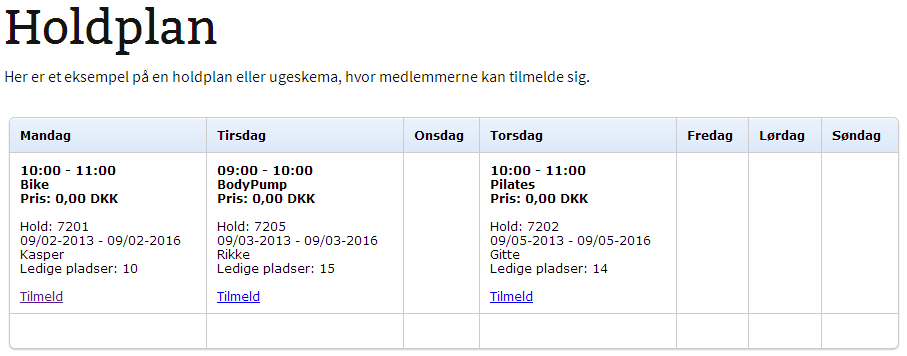 Holdplan
Her er et eksempel på en holdplan eller ugeskema, hvor medlemmerne kan tilmelde sig.
Mandag Tirsdag Onsdag Torsdag Fredag Lørdag Søndag
10:00 - 11:00
Bike
Pris: 0,00 DKK
Hold: 7201
09/02-2013 - 09/02-2016
Kasper
Ledige pladser: 10
Tilmeld
09:00 - 10:00
BodyPump
Pris: 0,00 DKK
Hold: 7205
09/03-2013 - 09/03-2016
Rikke
Ledige pladser: 15
Tilmeld
10:00 - 11:00
Pilates
Pris: 0,00 DKK
Hold: 7202
09/05-2013 - 09/05-2016
Gitte
Ledige pladser: 14
Tilmeld